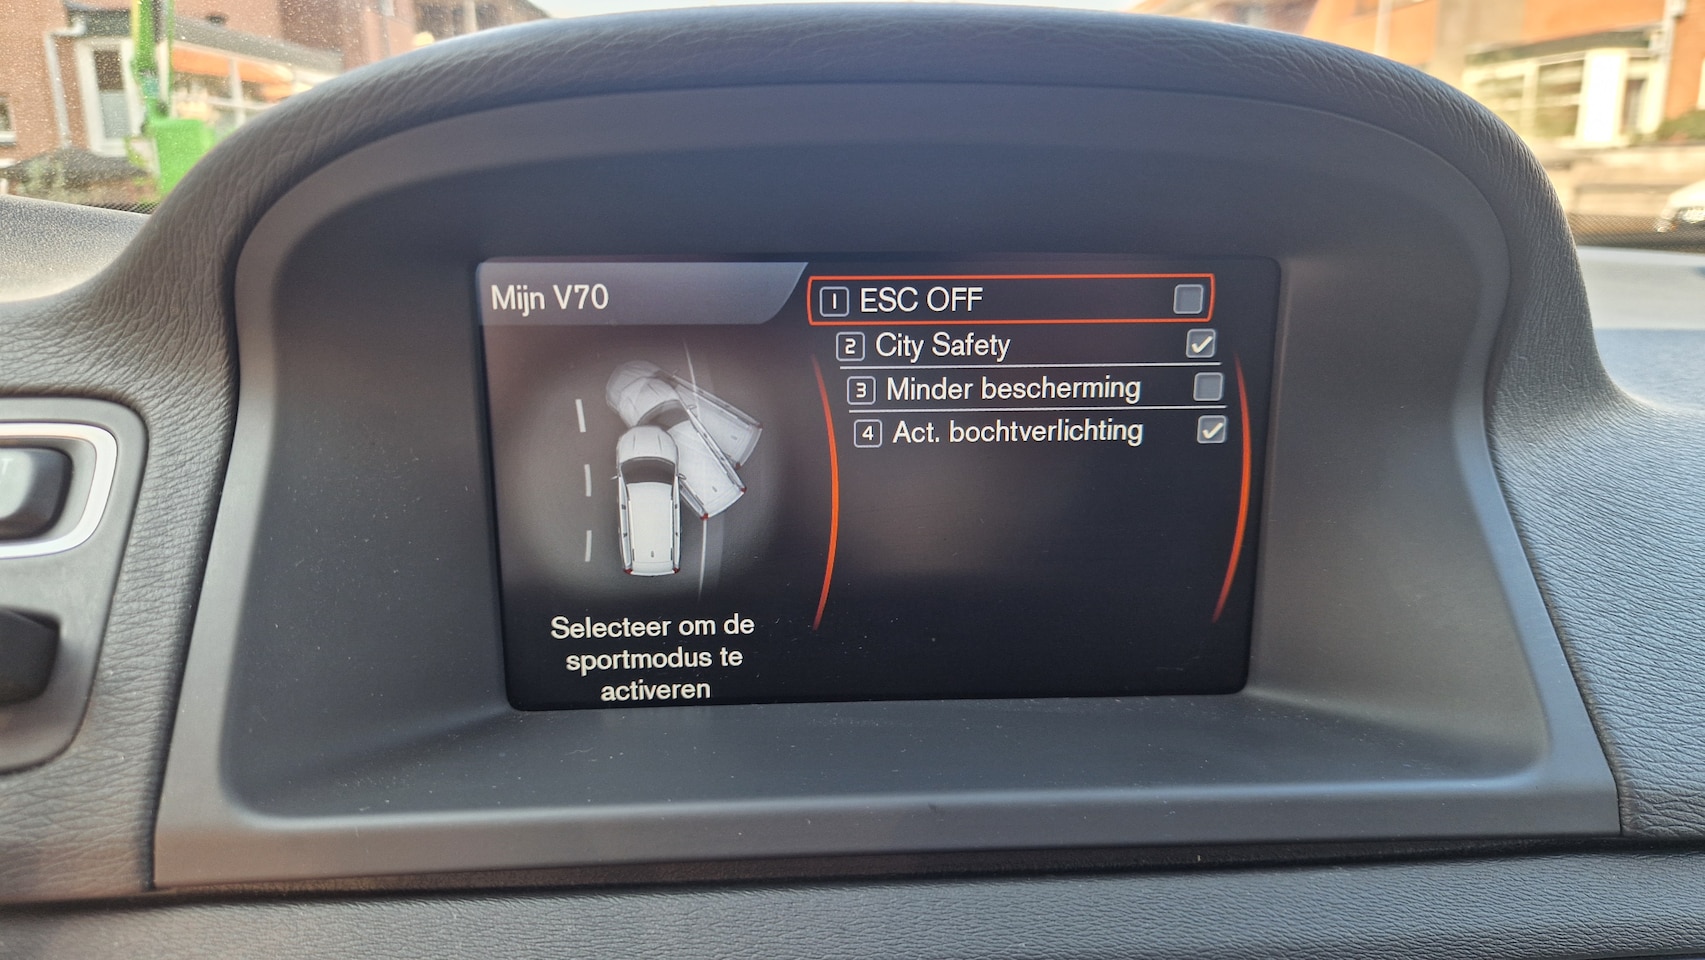 Mijn V70
1 ESC OFF
2 City Safety
3 Minder bescherming
4 Act. bochtverlichting
Selecteer om de
sportmodus te
activeren